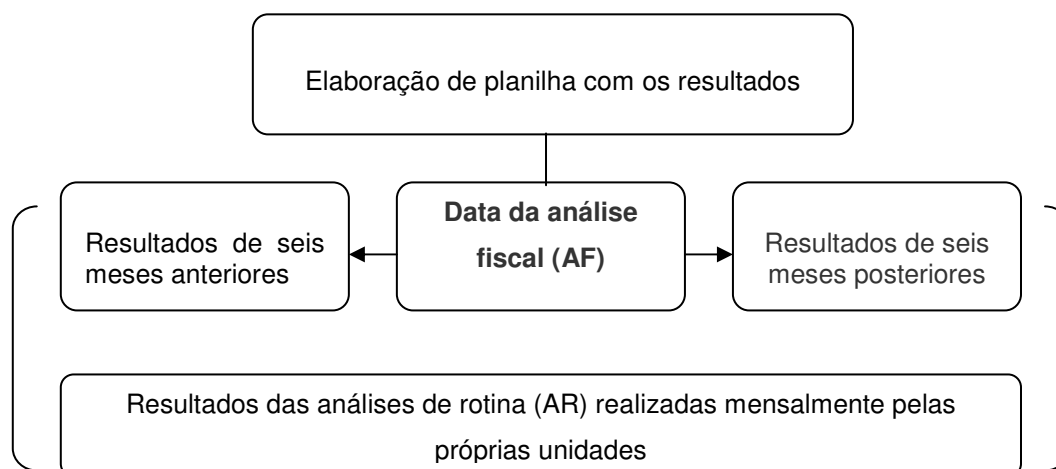 Elaboração de planilha com os resultados
Data da análise
fiscal (AF)
Resultados de seis
meses anteriores
Resultados de seis
meses posteriores
Resultados das análises de rotina (AR) realizadas mensalmente pelas
próprias unidades